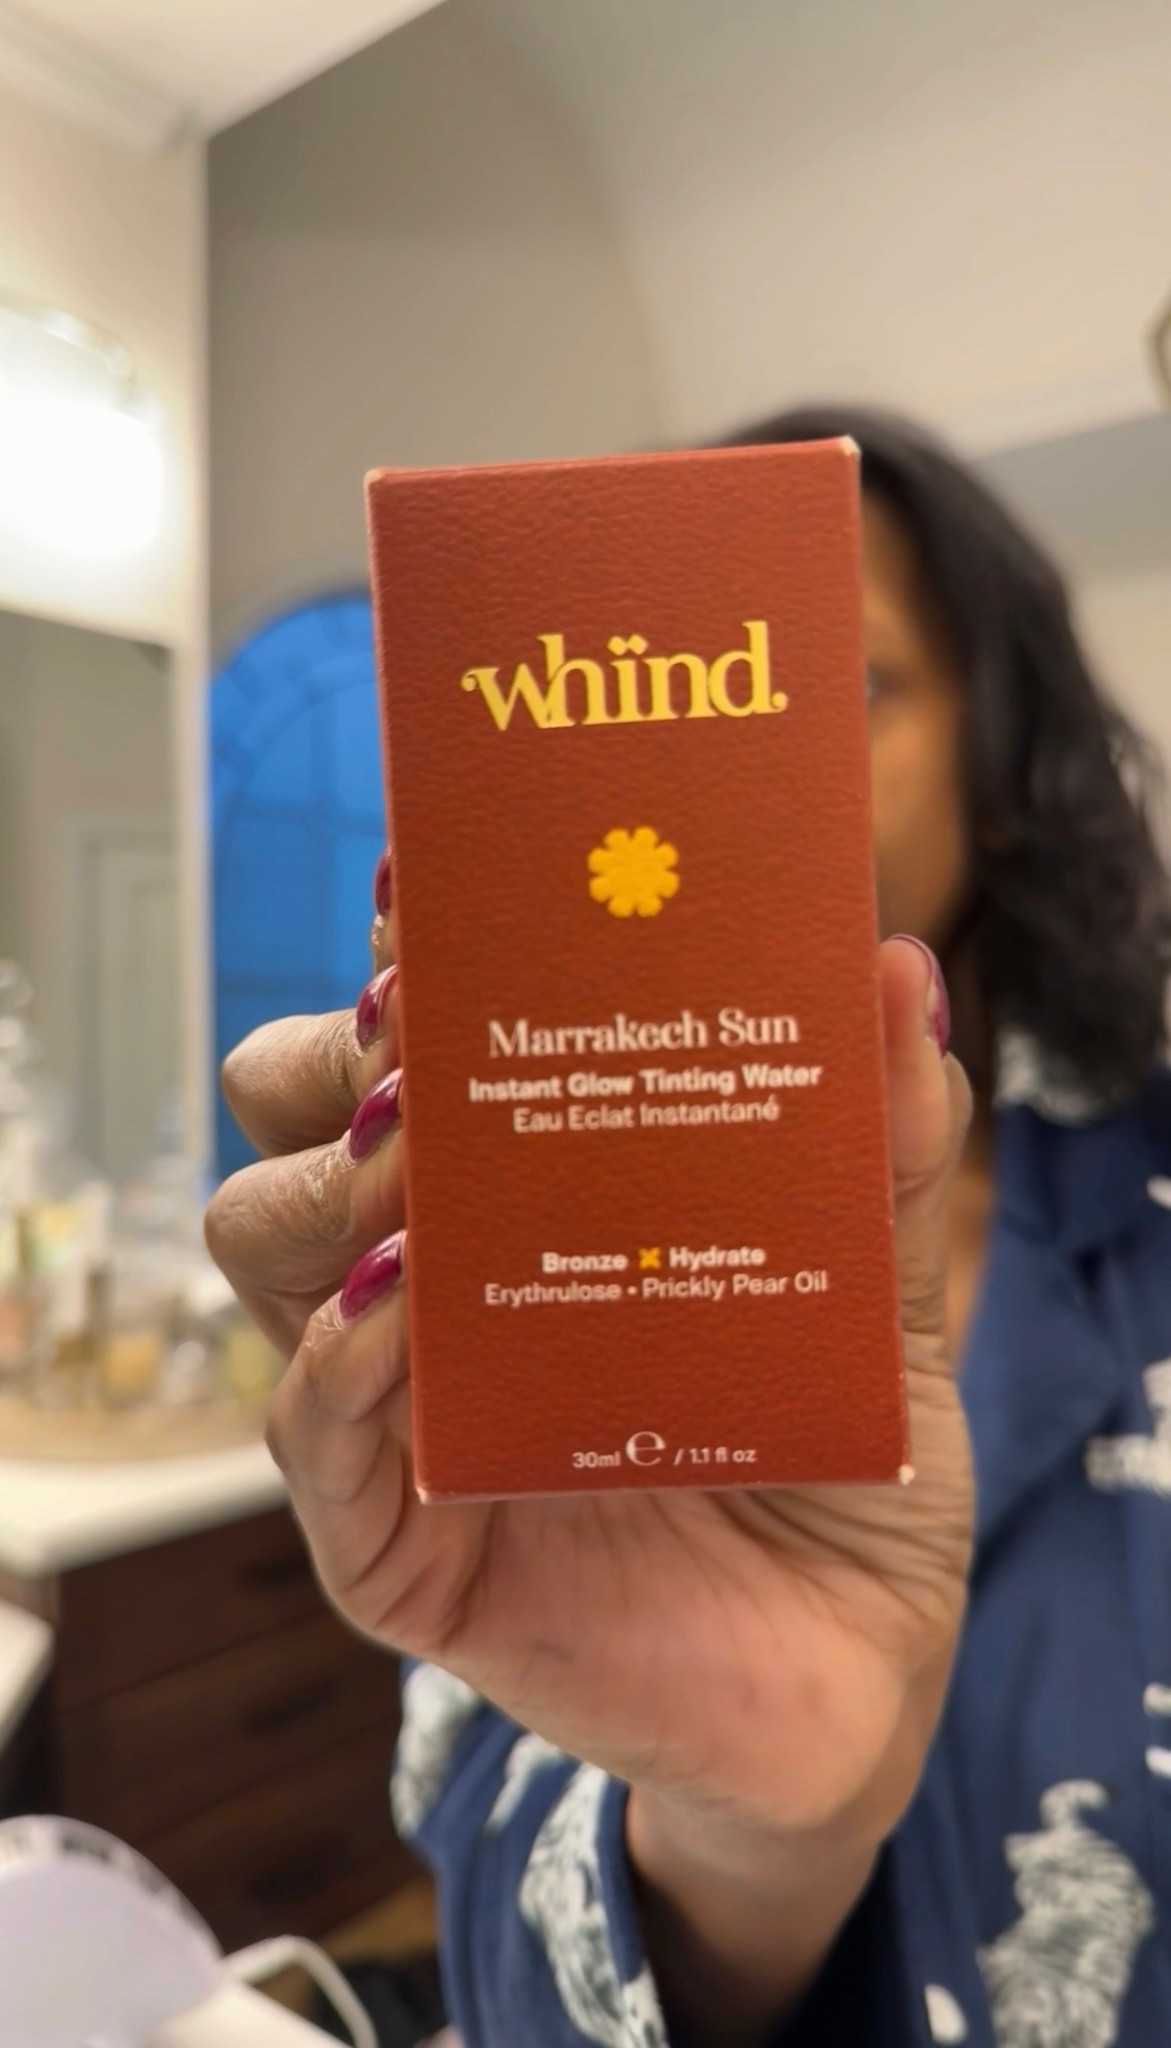 whïnd.
Marrakech Sun
Instant Glow Tinting Water
Eau Eclat Instantané
Bronze Hydrate
Erythrulose • Prickly Pear Oil
30ml e / 1.1 fl oz